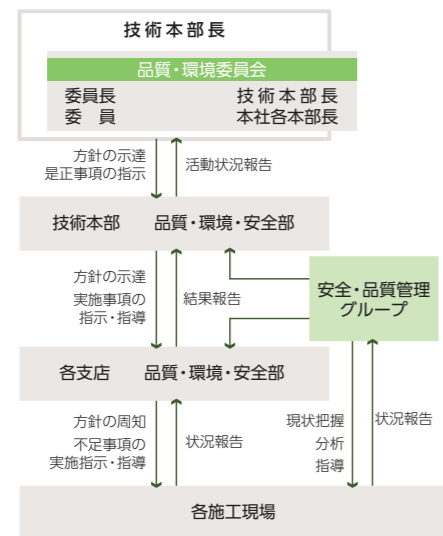 技術本部長
品質・環境委員会
委員長 技術本部長
委員 本社各本部長
方針の示達
是正事項の指示
活動状況報告
技術本部 品質・環境・安全部
方針の示達
実施事項の
指示・指導
結果報告
安全・品質管理
グループ
各支店 品質・環境・安全部
方針の周知
不足事項の
実施指示・指導
状況報告
現状把握
分析
指導
状況報告
各施工現場